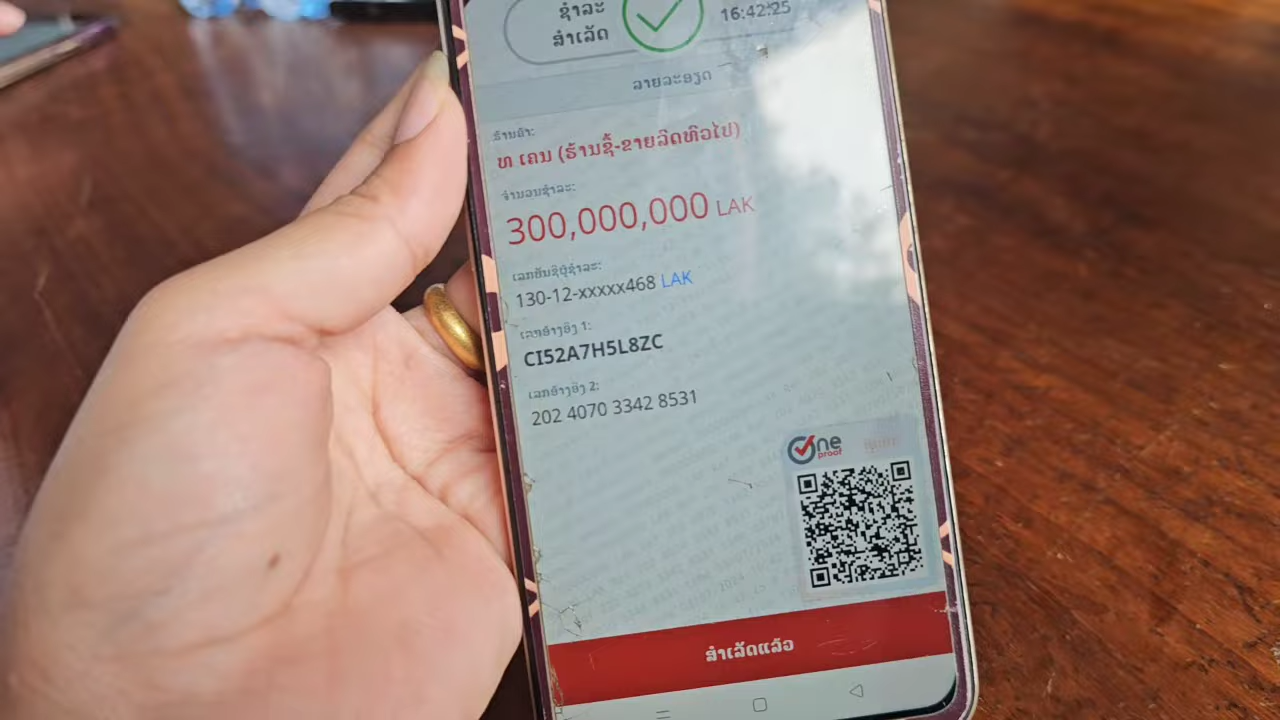 ຊຳລະ
ສຳເລັດ
16:42:25
ລາຍລະອຽດ
ຮ້ານຄ້າ:
ທ ເຄນ (ຮ້ານຊື້-ຂາຍລົດທົ່ວໄປ)
ຈຳນວນຊຳລະ:
300,000,000 LAK
ເລກບັນຊີຜູ້ຊຳລະ:
130-12-xxxxx468 LAK
ເລກອ້າງອີງ 1:
CI52A7H5L8ZC
ເລກອ້າງອີງ 2:
202 4070 3342 8531
One
proof
ສຳເລັດແລ້ວ